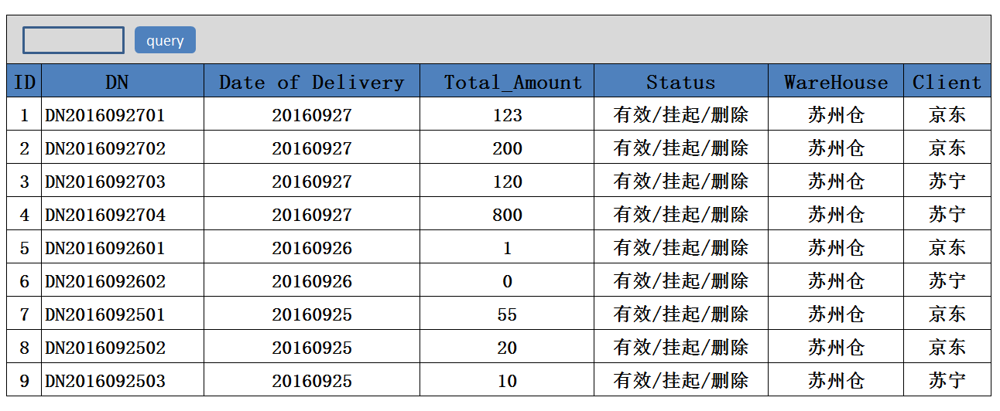 query
ID DN Date of Delivery Total_Amount Status WareHouse Client
1 DN2016092701 20160927 123 有效/挂起/删除 苏州仓 京东
2 DN2016092702 20160927 200 有效/挂起/删除 苏州仓 京东
3 DN2016092703 20160927 120 有效/挂起/删除 苏州仓 苏宁
4 DN2016092704 20160927 800 有效/挂起/删除 苏州仓 苏宁
5 DN2016092601 20160926 1 有效/挂起/删除 苏州仓 京东
6 DN2016092602 20160926 0 有效/挂起/删除 苏州仓 苏宁
7 DN2016092501 20160925 55 有效/挂起/删除 苏州仓 京东
8 DN2016092502 20160925 20 有效/挂起/删除 苏州仓 京东
9 DN2016092503 20160925 10 有效/挂起/删除 苏州仓 苏宁